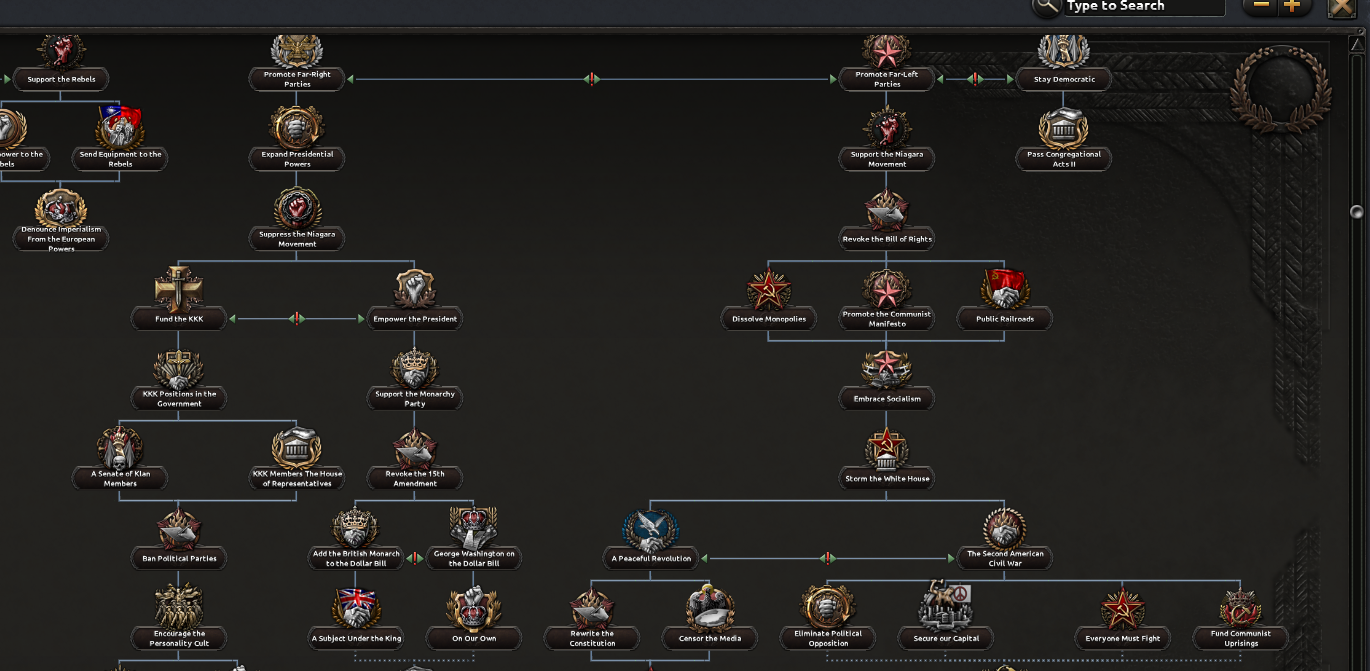 Type to Search
Support the Rebels
Promote Far-Right
Parties
Promote Far-Left
Parties
Stay Democratic
ower to the
bels
Send Equipment to the
Rebels
Expand Presidential
Powers
Support the Niagara
Movement
Pass Congregational
Acts II
Denounce Imperialism
From the European
Powers
Suppress the Niagara
Movement
Revoke the Bill of Rights
Fund the KKK
Empower the President
Dissolve Monopolies
Promote the Communist
Manifesto
Public Railroads
KKK Positions in the
Government
Support the Monarchy
Party
Embrace Socialism
A Senate of Klan
Members
KKK Members The House
of Representatives
Revoke the 15th
Amendment
Storm the White House
Ban Political Parties
Add the British Monarch
to the Dollar Bill
George Washington on
the Dollar Bill
A Peaceful Revolution
The Second American
Civil War
Encourage the
Personality Cult
A Subject Under the King
On Our Own
Rewrite the
Constitution
Censor the Media
Eliminate Political
Opposition
Secure our Capital
Everyone Must Fight
Fund Communist
Uprisings